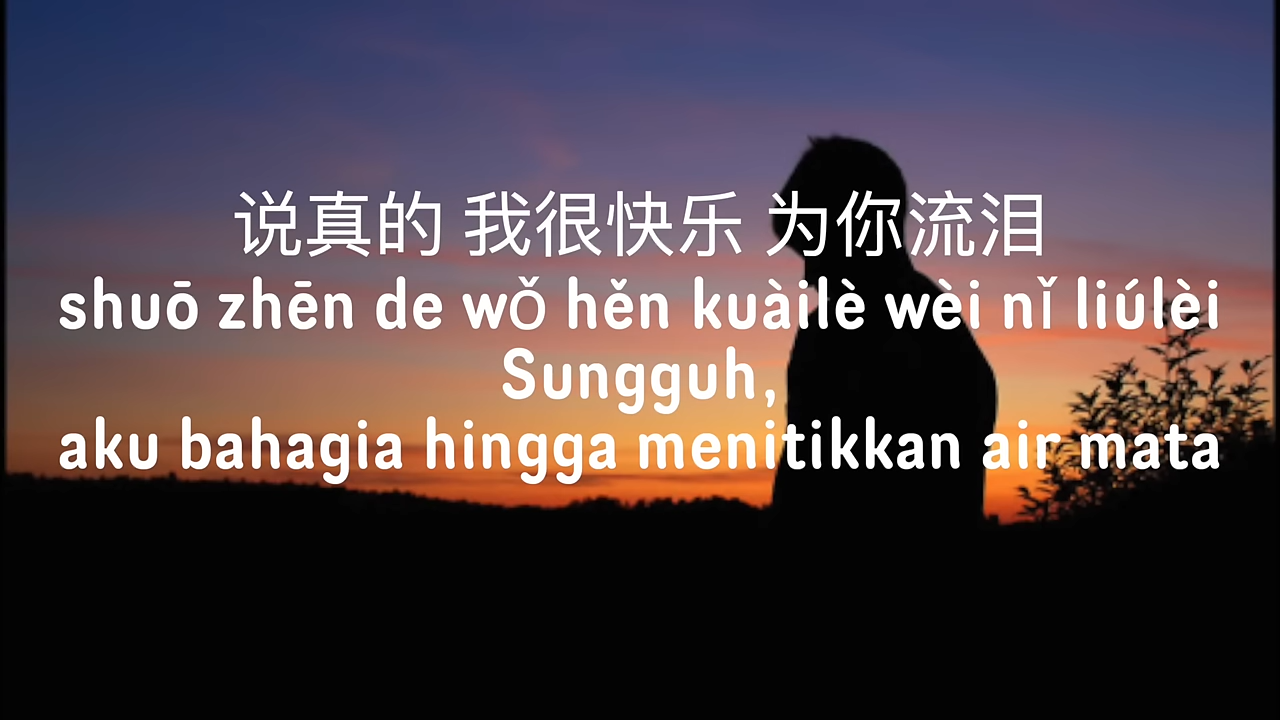 说真的 我很快乐 为你流泪
shuō zhēn de wǒ hěn kuàilè wèi nǐ liúlèi
Sungguh,
aku bahagia hingga menitikkan air mata